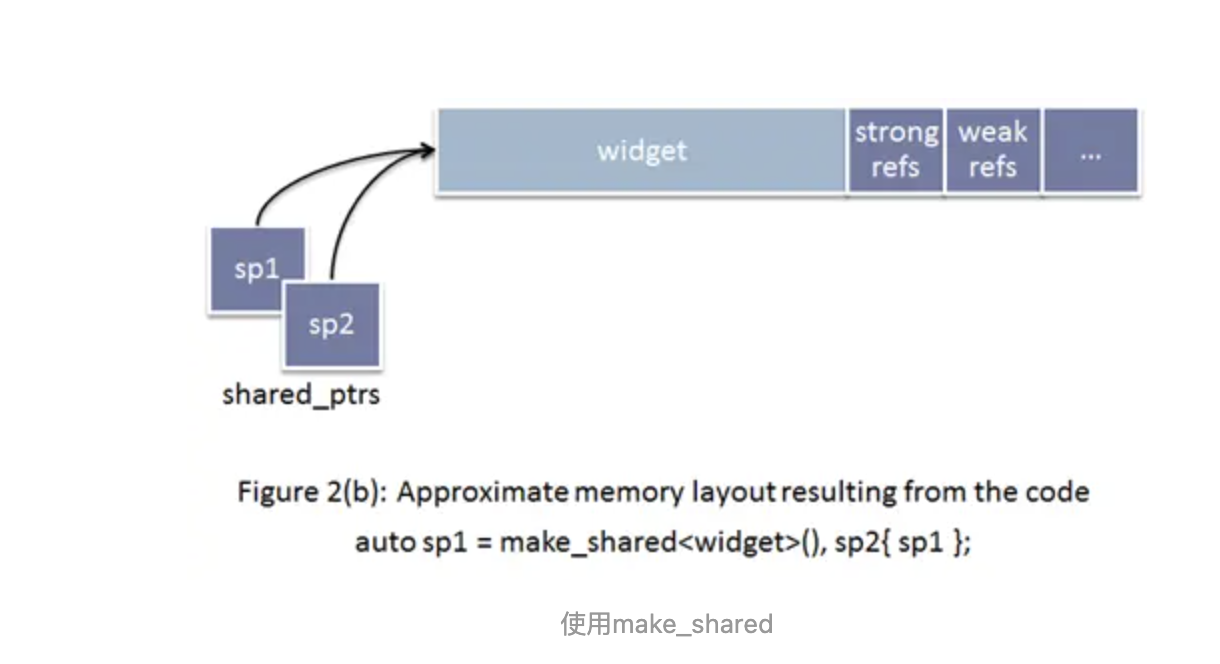 widget
strong
refs
weak
refs
...
sp1
sp2
shared_ptrs
Figure 2(b): Approximate memory layout resulting from the code
auto sp1 = make_shared<widget>(), sp2{ sp1 };
使用make_shared